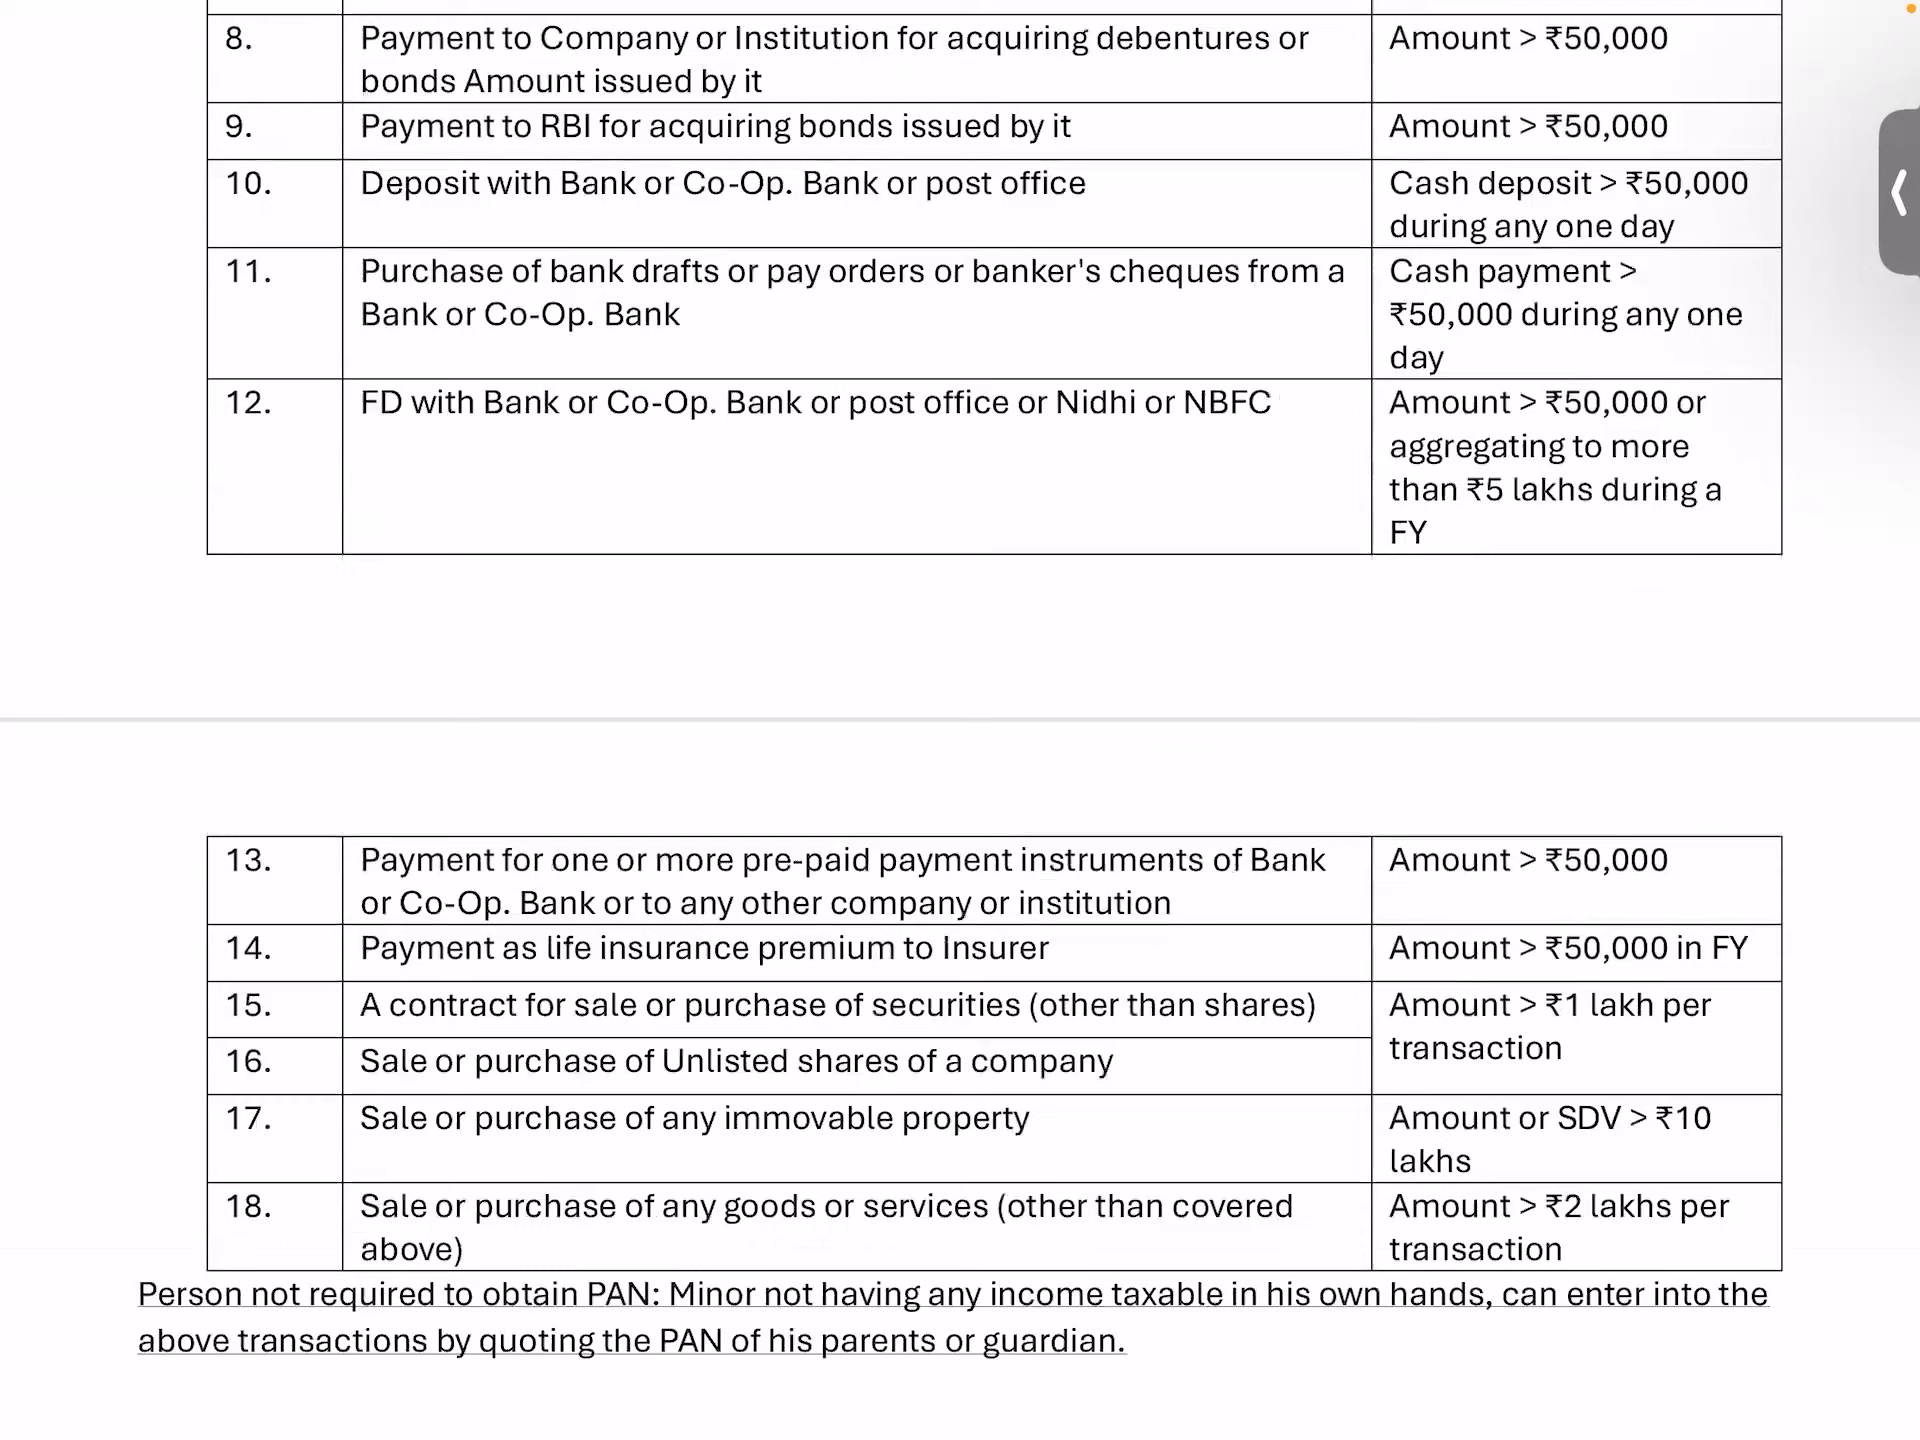 8.
Payment to Company or Institution for acquiring debentures or
bonds Amount issued by it
Amount > ₹50,000
9.
Payment to RBI for acquiring bonds issued by it
Amount > ₹50,000
10.
Deposit with Bank or Co-Op. Bank or post office
Cash deposit > ₹50,000
during any one day
11.
Purchase of bank drafts or pay orders or banker's cheques from a
Bank or Co-Op. Bank
Cash payment >
₹50,000 during any one
day
12.
FD with Bank or Co-Op. Bank or post office or Nidhi or NBFC
Amount > ₹50,000 or
aggregating to more
than ₹5 lakhs during a
FY
13.
Payment for one or more pre-paid payment instruments of Bank
or Co-Op. Bank or to any other company or institution
Amount > ₹50,000
14.
Payment as life insurance premium to Insurer
Amount > ₹50,000 in FY
15.
A contract for sale or purchase of securities (other than shares)
Amount > ₹1 lakh per
transaction
16.
Sale or purchase of Unlisted shares of a company
17.
Sale or purchase of any immovable property
Amount or SDV > ₹10
lakhs
18.
Sale or purchase of any goods or services (other than covered
above)
Amount > ₹2 lakhs per
transaction
Person not required to obtain PAN: Minor not having any income taxable in his own hands, can enter into the
above transactions by quoting the PAN of his parents or guardian.